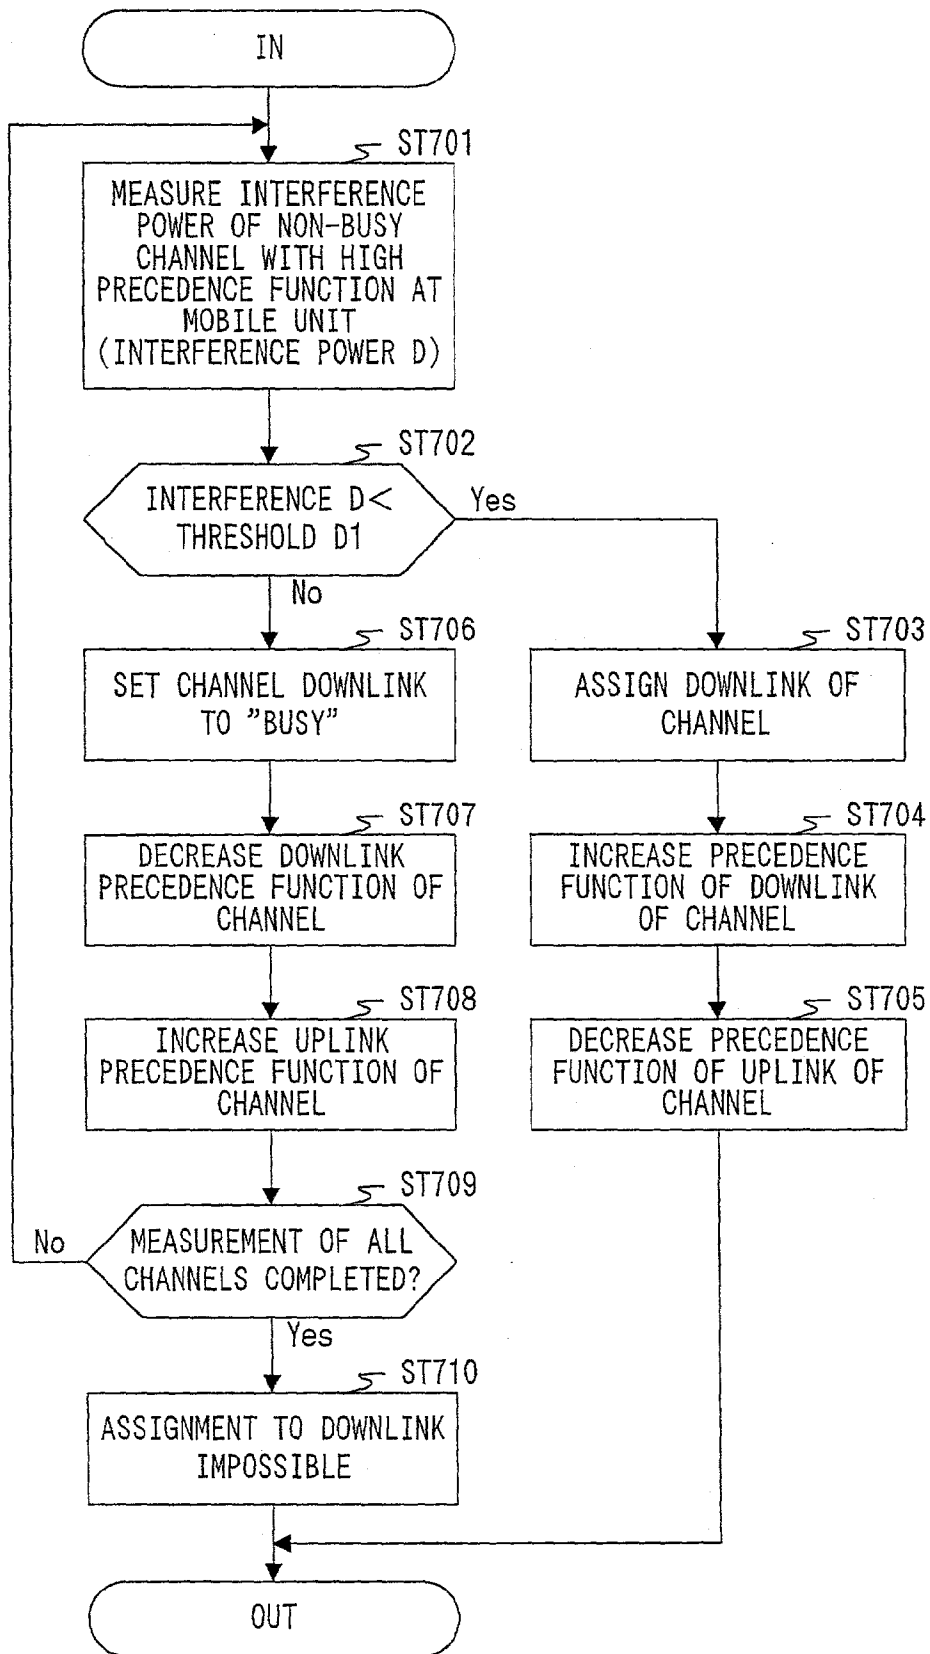 IN
ST701
MEASURE INTERFERENCE
POWER OF NON-BUSY
CHANNEL WITH HIGH
PRECEDENCE FUNCTION AT
MOBILE UNIT
(INTERFERENCE POWER D)
ST702
INTERFERENCE D<
THRESHOLD D1
Yes
No
ST706
SET CHANNEL DOWNLINK
TO ”BUSY”
ST703
ASSIGN DOWNLINK OF
CHANNEL
ST707
DECREASE DOWNLINK
PRECEDENCE FUNCTION OF
CHANNEL
ST704
INCREASE PRECEDENCE
FUNCTION OF DOWNLINK
OF CHANNEL
ST708
INCREASE UPLINK
PRECEDENCE FUNCTION OF
CHANNEL
ST705
DECREASE PRECEDENCE
FUNCTION OF UPLINK OF
CHANNEL
ST709
MEASUREMENT OF ALL
CHANNELS COMPLETED?
No
Yes
ST710
ASSIGNMENT TO DOWNLINK
IMPOSSIBLE
OUT